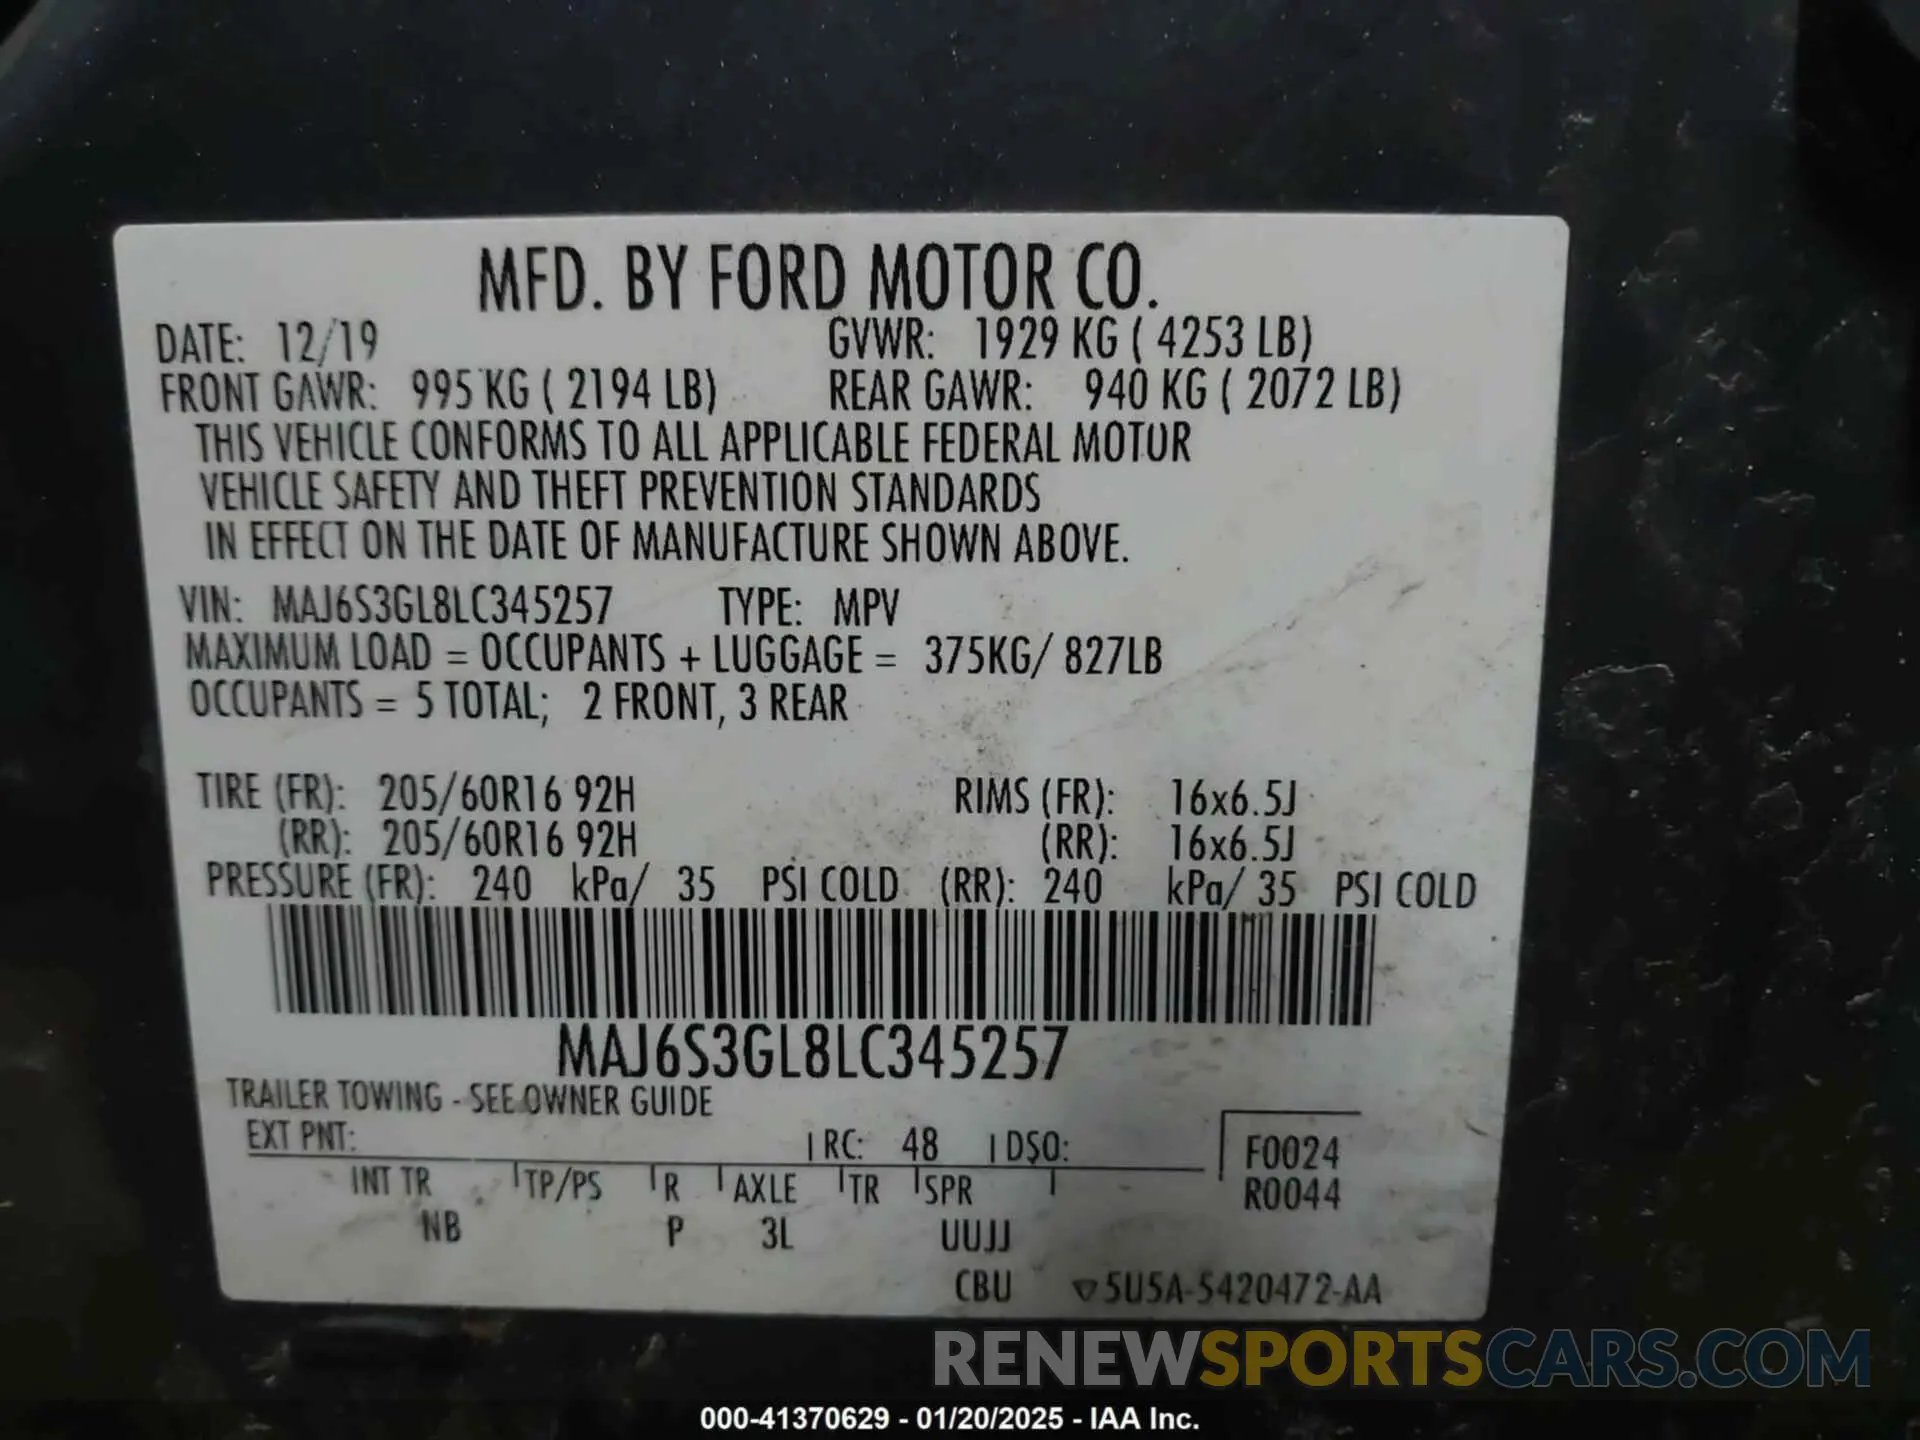 MFD. BY FORD MOTOR CO.
DATE: 12/19 GVWR: 1929 KG ( 4253 LB)
FRONT GAWR: 995 KG ( 2194 LB) REAR GAWR: 940 KG ( 2072 LB)
THIS VEHICLE CONFORMS TO ALL APPLICABLE FEDERAL MOTOR
VEHICLE SAFETY AND THEFT PREVENTION STANDARDS
IN EFFECT ON THE DATE OF MANUFACTURE SHOWN ABOVE.
VIN: MAJ6S3GL8LC345257 TYPE: MPV
MAXIMUM LOAD = OCCUPANTS + LUGGAGE = 375KG/ 827LB
OCCUPANTS = 5 TOTAL; 2 FRONT, 3 REAR
TIRE (FR): 205/60R16 92H RIMS (FR): 16x6.5J
(RR): 205/60R16 92H (RR): 16x6.5J
PRESSURE (FR): 240 kPa/ 35 PSI COLD (RR): 240 kPa/ 35 PSI COLD
MAJ6S3GL8LC345257
TRAILER TOWING - SEE OWNER GUIDE
EXT PNT: RC: 48 DSO: F0024
INT TR TP/PS R AXLE TR SPR R0044
NB P 3L UUJJ
CBU 5U5A-5420472-AA
RENEWSPORTSCARS.COM
000-41370629 - 01/20/2025 - IAA Inc.